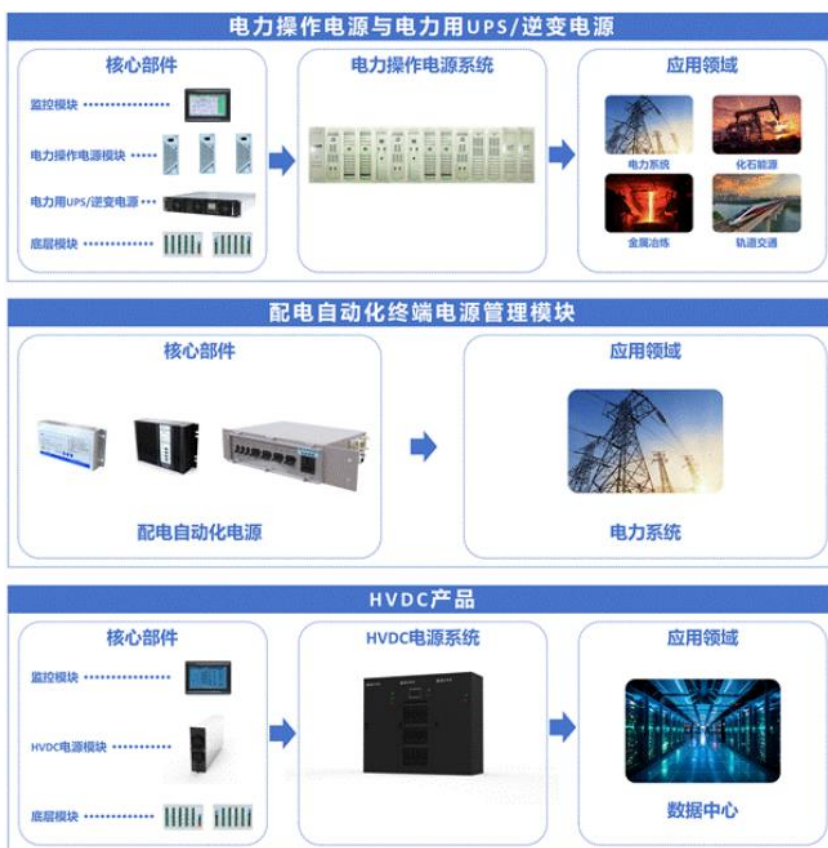 电力操作电源与电力用UPS/逆变电源
核心部件
监控模块
电力操作电源模块
电力用UPS/逆变电源
底层模块
电力操作电源系统
应用领域
电力系统
化石能源
金属冶炼
轨道交通
配电自动化终端电源管理模块
核心部件
配电自动化电源
应用领域
电力系统
HVDC产品
核心部件
监控模块
HVDC电源模块
底层模块
HVDC电源系统
应用领域
数据中心